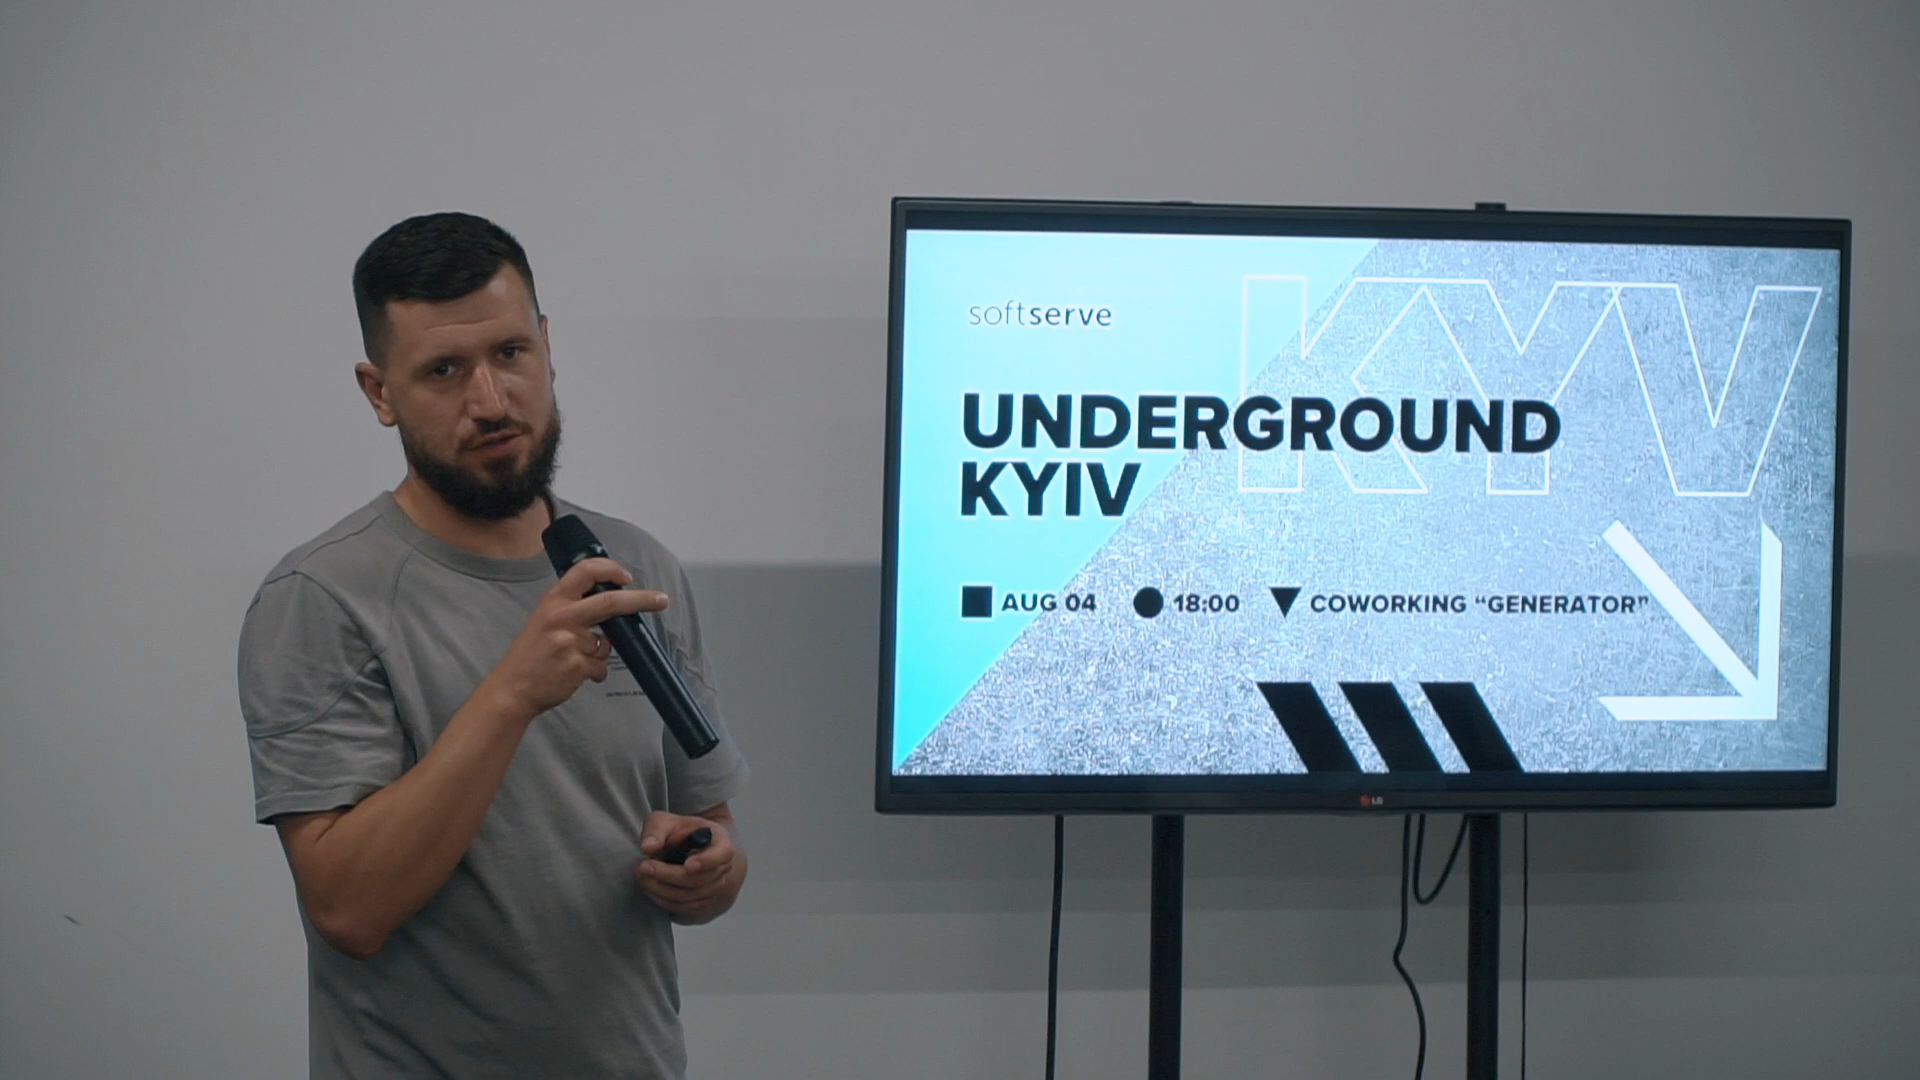 softserve
KYIV
UNDERGROUND
KYIV
AUG 04 18:00 COWORKING “GENERATOR”
LG